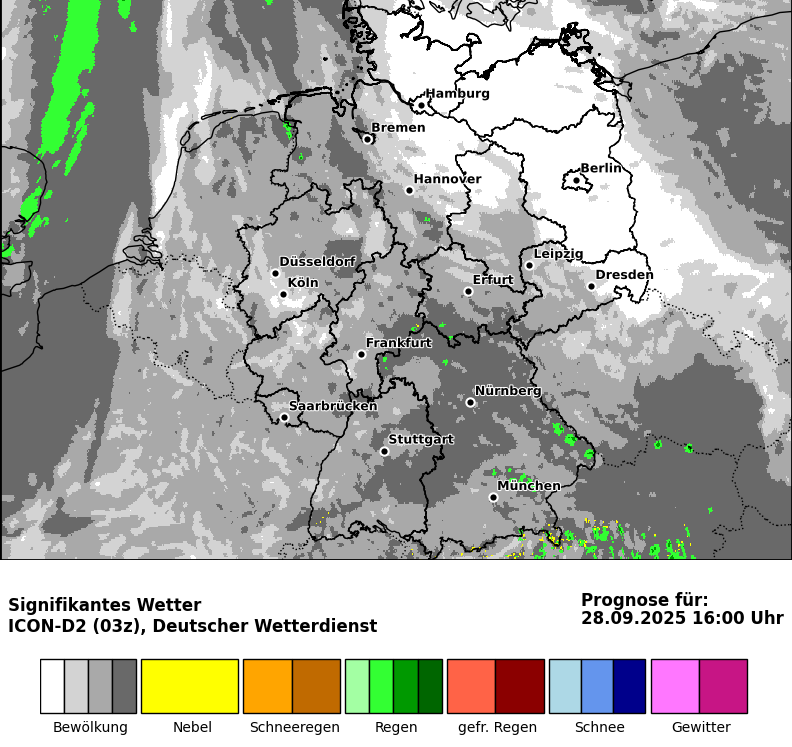 Hamburg
Bremen
Berlin
Hannover
Leipzig
Düsseldorf
Dresden
Köln
Erfurt
Frankfurt
Nürnberg
Saarbrücken
Stuttgart
München
Signifikantes Wetter
ICON-D2 (03z), Deutscher Wetterdienst
Prognose für:
28.09.2025 16:00 Uhr
Bewölkung
Nebel
Schneeregen
Regen
gefr. Regen
Schnee
Gewitter